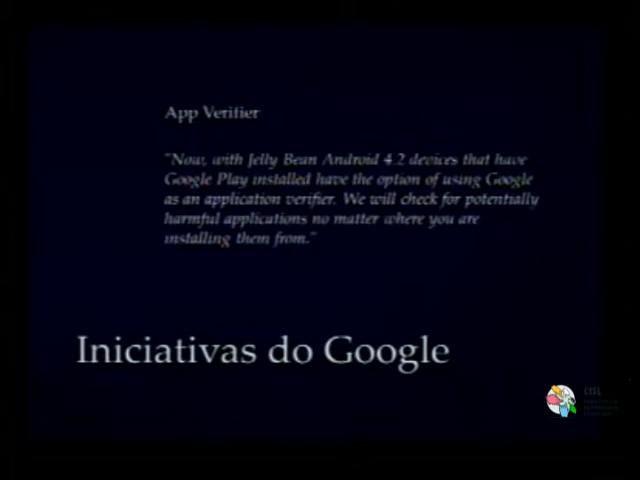 App Verifier
"Now, with Jelly Bean Android 4.2 devices that have
Google Play installed have the option of using Google
as an application verifier. We will check for potentially
harmful applications no matter where you are
installing them from."
Iniciativas do Google
CISL